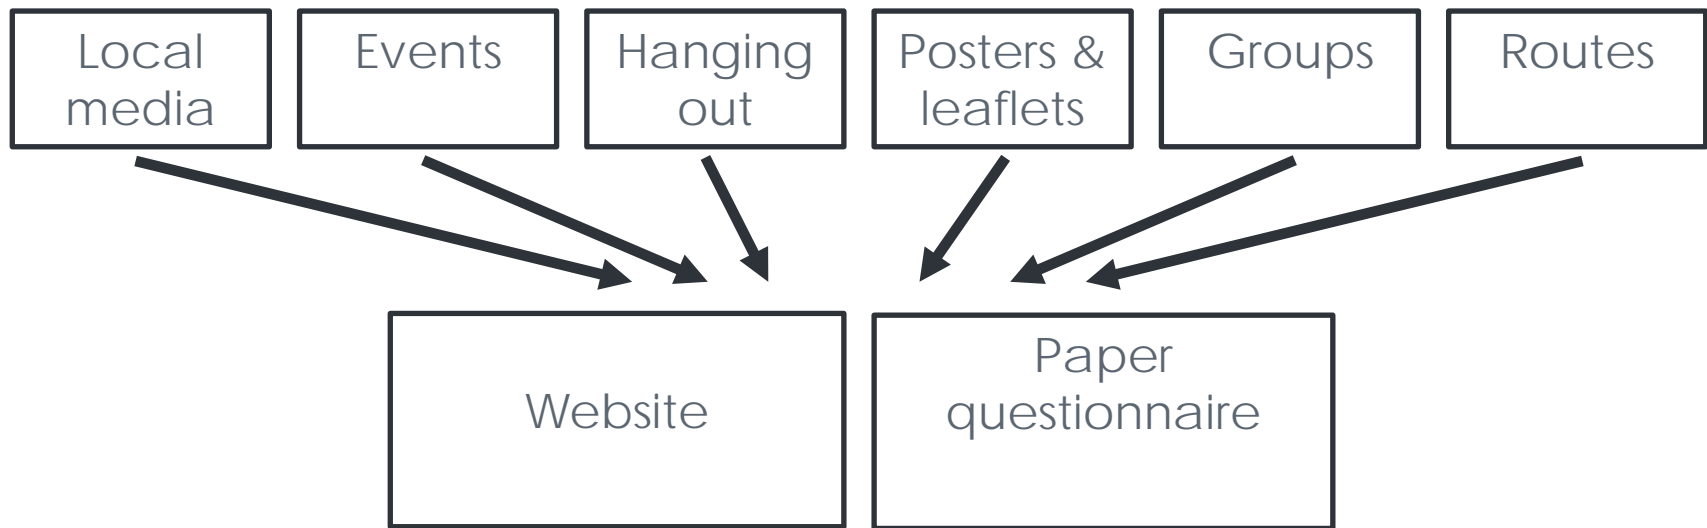 Local
media
Events
Hanging
out
Posters &
leaflets
Groups
Routes
Website
Paper
questionnaire